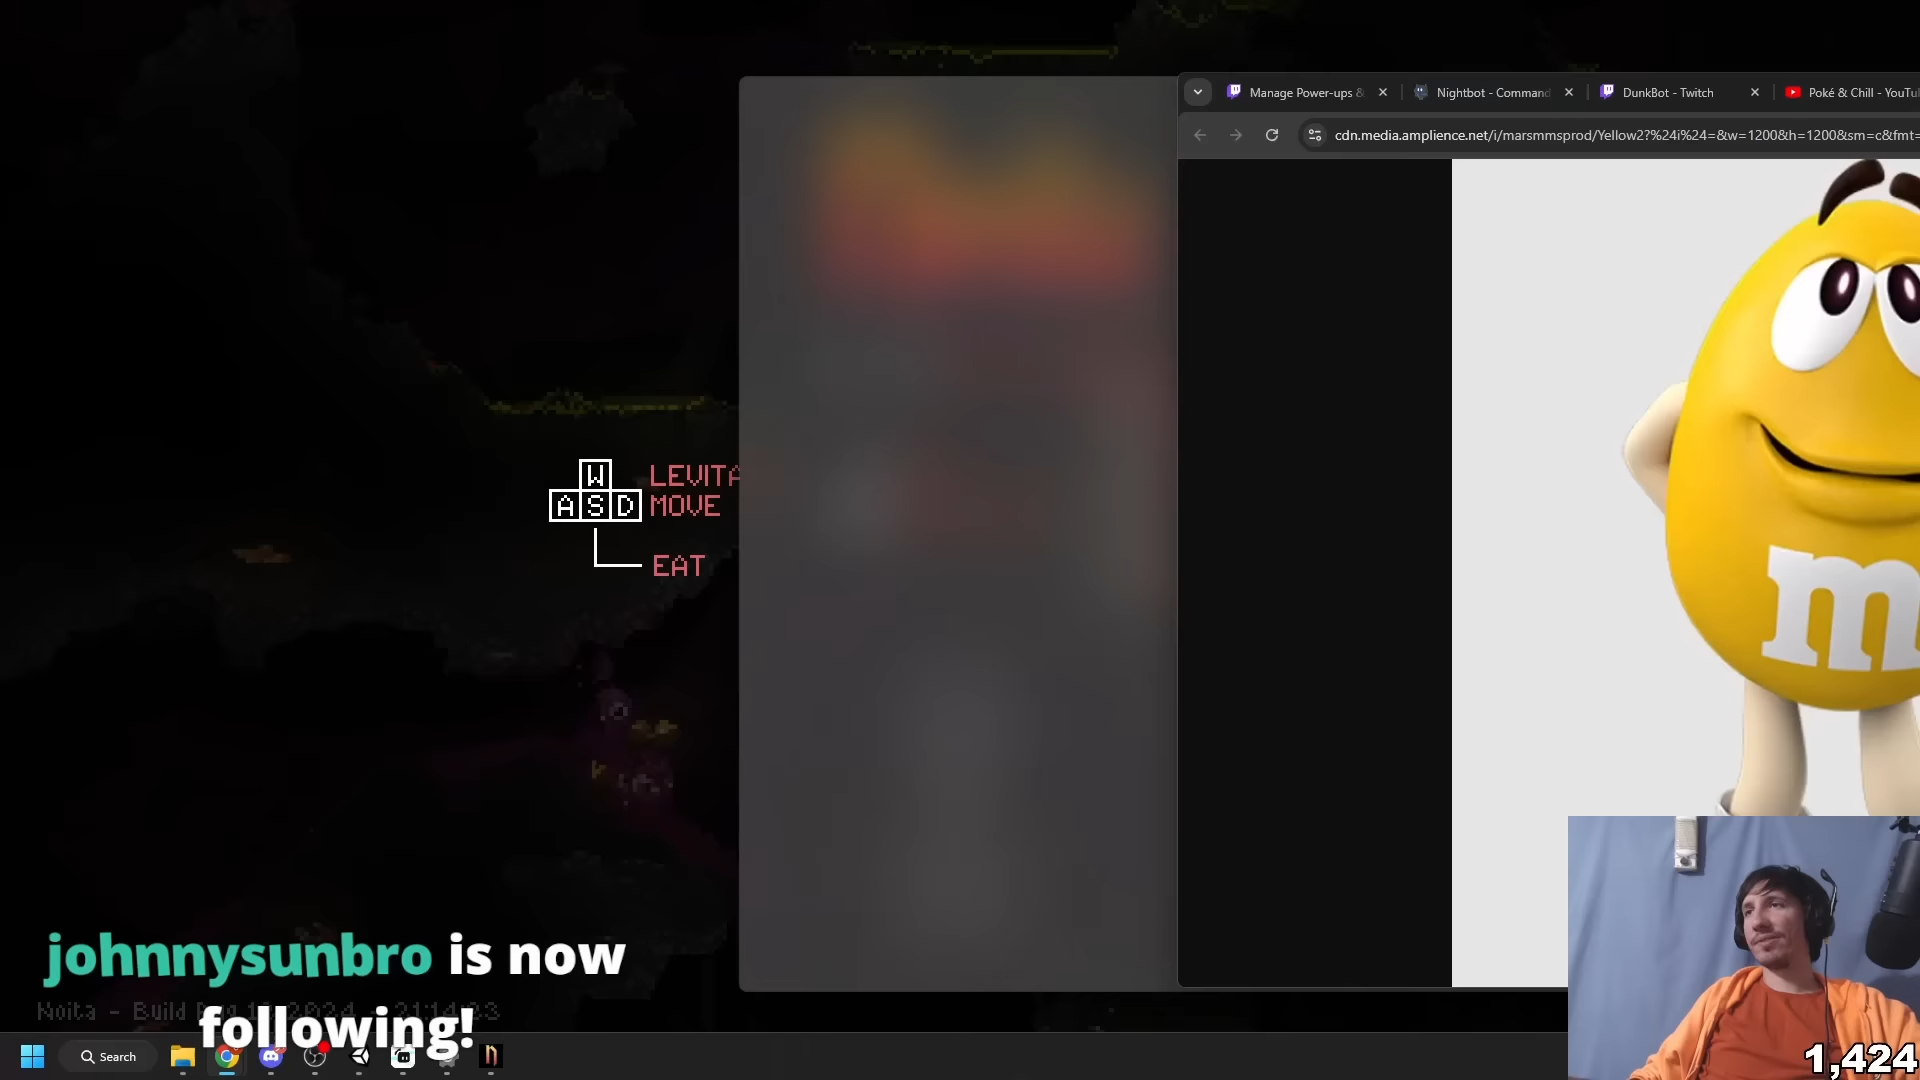 Manage Power-ups &
Nightbot - Command
DunkBot - Twitch
Poké & Chill - YouTu
cdn.media.amplience.net/i/marsmmsprod/Yellow2?%24i%24=&w=1200&h=1200&sm=c&fmt=
W LEVITA
A S D MOVE
EAT
m
johnnysunbro is now
following!
Noita - Build
Search
1,424